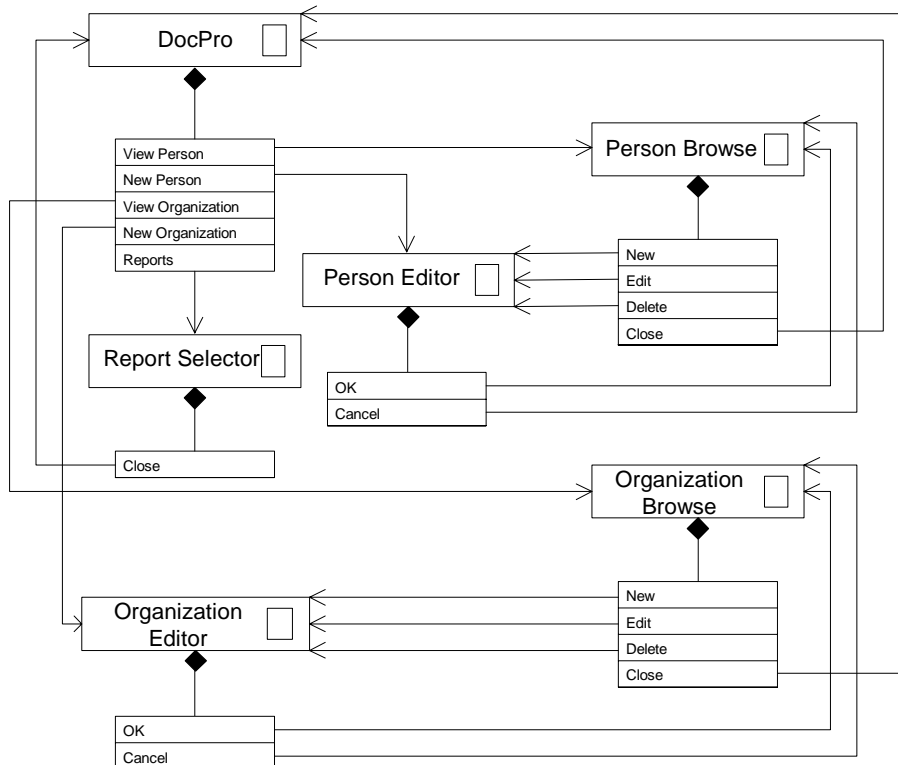 DocPro
View Person
New Person
View Organization
New Organization
Reports
Person Browse
New
Edit
Delete
Close
Person Editor
OK
Cancel
Report Selector
Close
Organization
Browse
New
Edit
Delete
Close
Organization
Editor
OK
Cancel